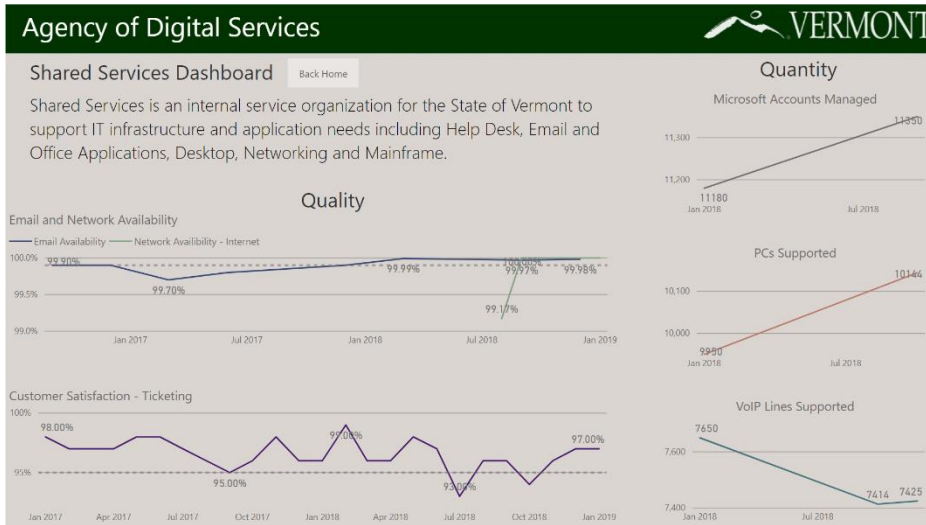 Agency of Digital Services
VERMONT
Shared Services Dashboard
Back Home
Shared Services is an internal service organization for the State of Vermont to
support IT infrastructure and application needs including Help Desk, Email and
Office Applications, Desktop, Networking and Mainframe.
Quality
Email and Network Availability
Email Availability
Network Availibility - Internet
100.0%
99.5%
99.0%
99.90%
99.70%
99.99%
100.00%
99.97%
99.98%
99.17%
Jan 2017
Jul 2017
Jan 2018
Jul 2018
Jan 2019
Customer Satisfaction - Ticketing
100%
95%
98.00%
95.00%
99.00%
93.00%
97.00%
Jan 2017
Apr 2017
Jul 2017
Oct 2017
Jan 2018
Apr 2018
Jul 2018
Oct 2018
Jan 2019
Quantity
Microsoft Accounts Managed
11,300
11,200
11350
11180
Jan 2018
Jul 2018
PCs Supported
10,100
10,000
10144
9950
Jan 2018
Jul 2018
VoIP Lines Supported
7650
7,600
7,400
7414
7425
Jan 2018
Jul 2018